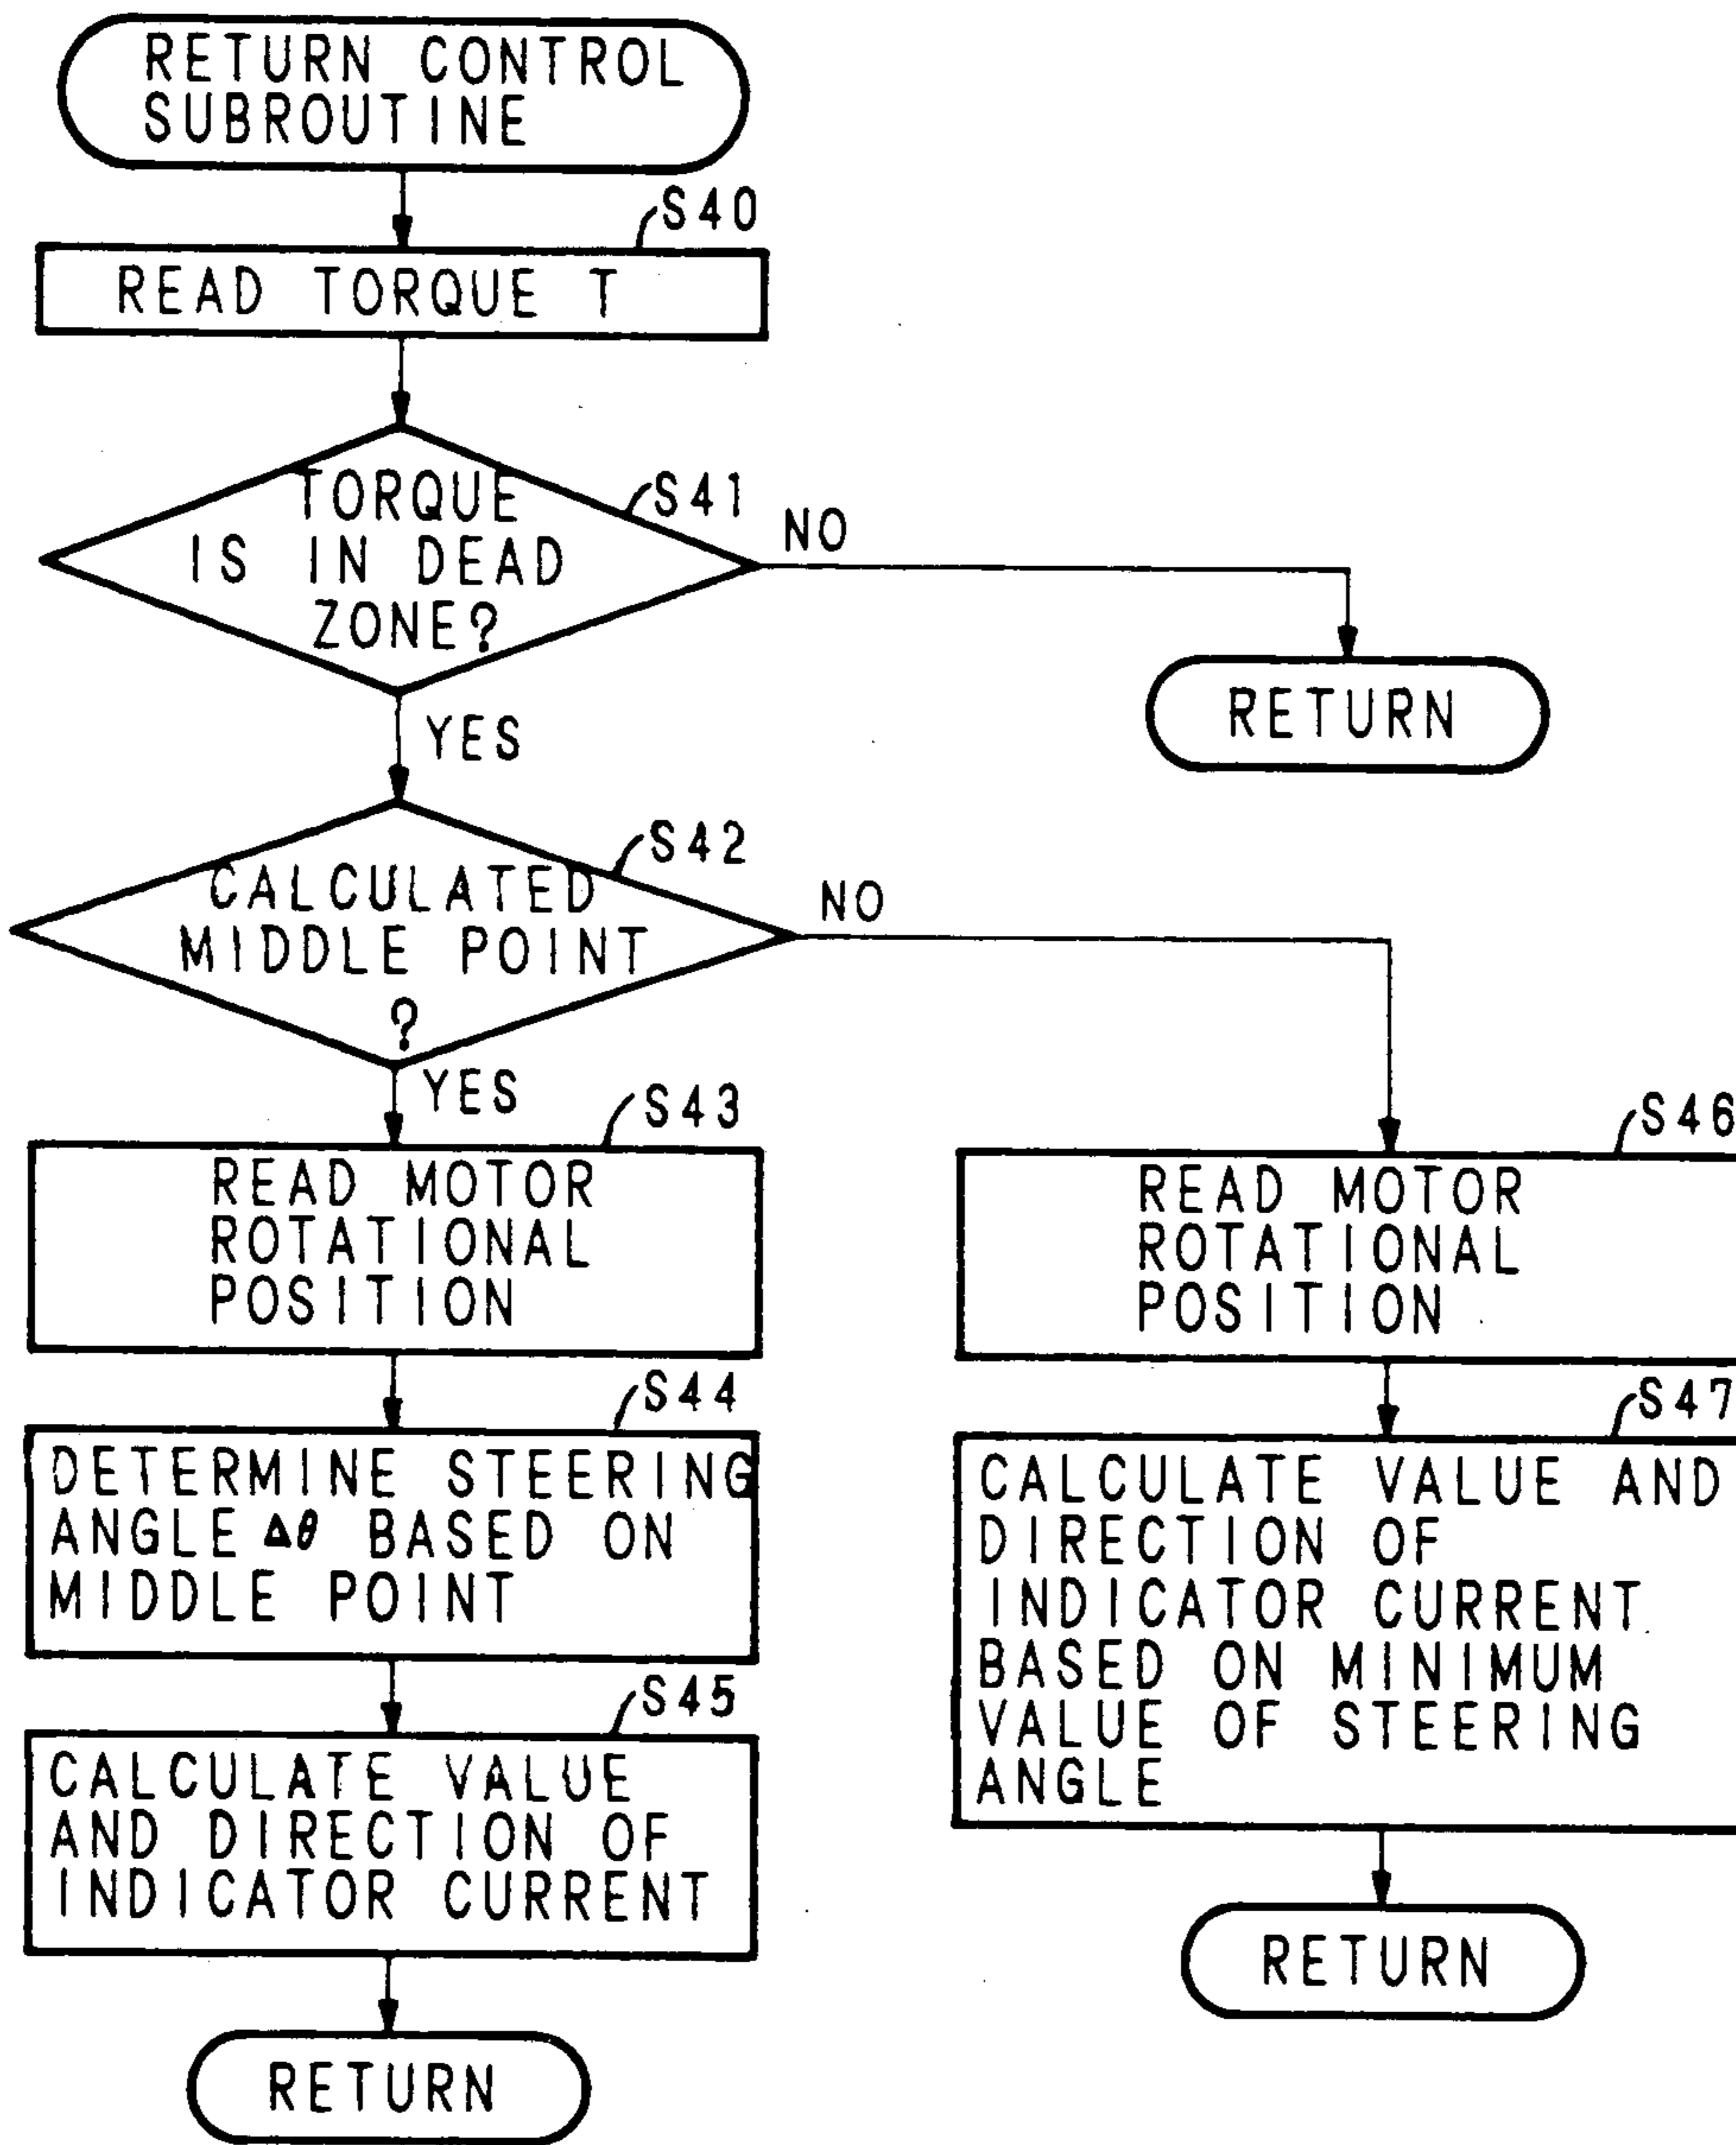 RETURN CONTROL
SUBROUTINE
S40
READ TORQUE T
S41
TORQUE
IS IN DEAD
ZONE?
NO
RETURN
YES
S42
CALCULATED
MIDDLE POINT
?
NO
YES
S43
READ MOTOR
ROTATIONAL
POSITION
S44
DETERMINE STEERING
ANGLE Δθ BASED ON
MIDDLE POINT
S45
CALCULATE VALUE
AND DIRECTION OF
INDICATOR CURRENT
RETURN
S46
READ MOTOR
ROTATIONAL
POSITION
S47
CALCULATE VALUE AND
DIRECTION OF
INDICATOR CURRENT
BASED ON MINIMUM
VALUE OF STEERING
ANGLE
RETURN